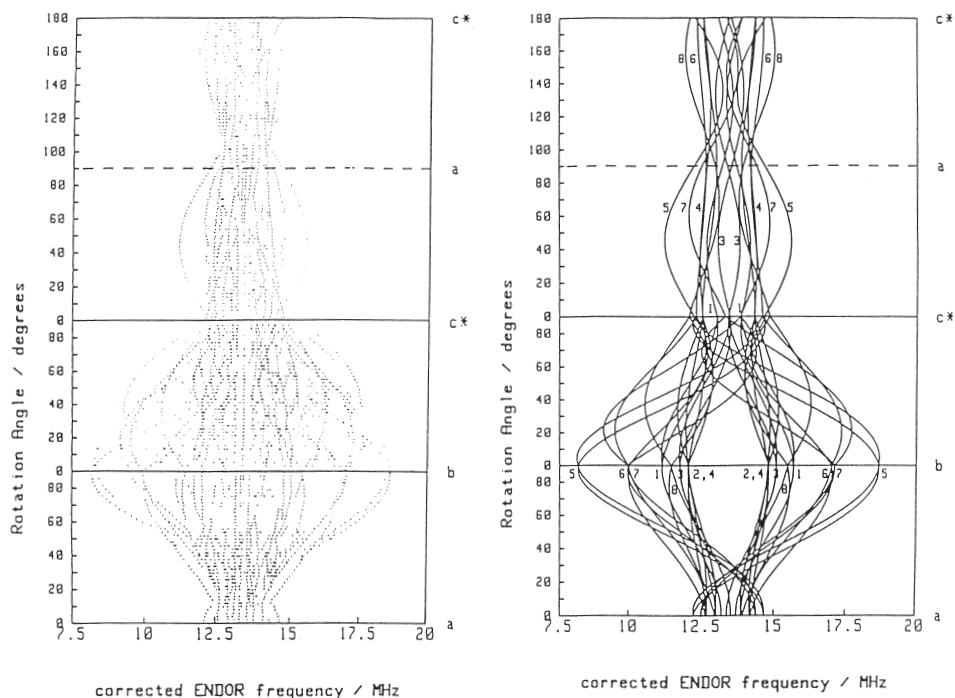 180 c* 180 c*
160 160
8 6 6 8
140 140
120 120
100 100
a a
80 80
5 7 4 4 7 5
60 60
3 3
40 40
20 20
1 1
0 c* 0 c*
80 80
60 60
40 40
20 20
0 b 0 b
5 6 7 1 3 2,4 2,4 3 1 6 7 5
8 8
80 80
60 60
40 40
20 20
0 a 0 a
7.5 10 12.5 15 17.5 20 7.5 10 12.5 15 17.5 20
Rotation Angle / degrees
Rotation Angle / degrees
corrected ENDOR frequency / MHz
corrected ENDOR frequency / MHz